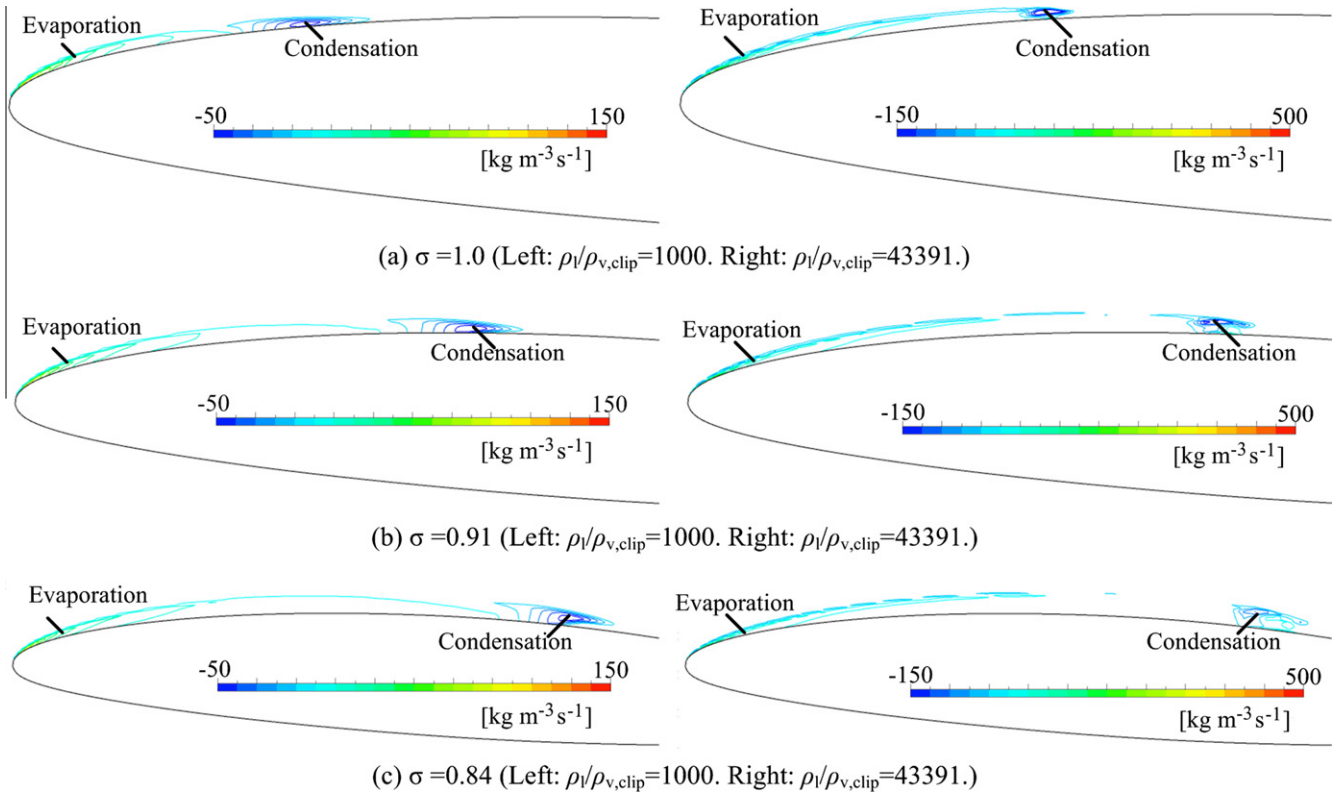 Evaporation
Condensation
-50 150
[kg m⁻³ s⁻¹]
Evaporation
Condensation
-150 500
[kg m⁻³ s⁻¹]
(a) σ =1.0 (Left: ρl/ρv,clip=1000. Right: ρl/ρv,clip=43391.)
Evaporation
Condensation
-50 150
[kg m⁻³ s⁻¹]
Evaporation
Condensation
-150 500
[kg m⁻³ s⁻¹]
(b) σ =0.91 (Left: ρl/ρv,clip=1000. Right: ρl/ρv,clip=43391.)
Evaporation
Condensation
-50 150
[kg m⁻³ s⁻¹]
Evaporation
Condensation
-150 500
[kg m⁻³ s⁻¹]
(c) σ =0.84 (Left: ρl/ρv,clip=1000. Right: ρl/ρv,clip=43391.)